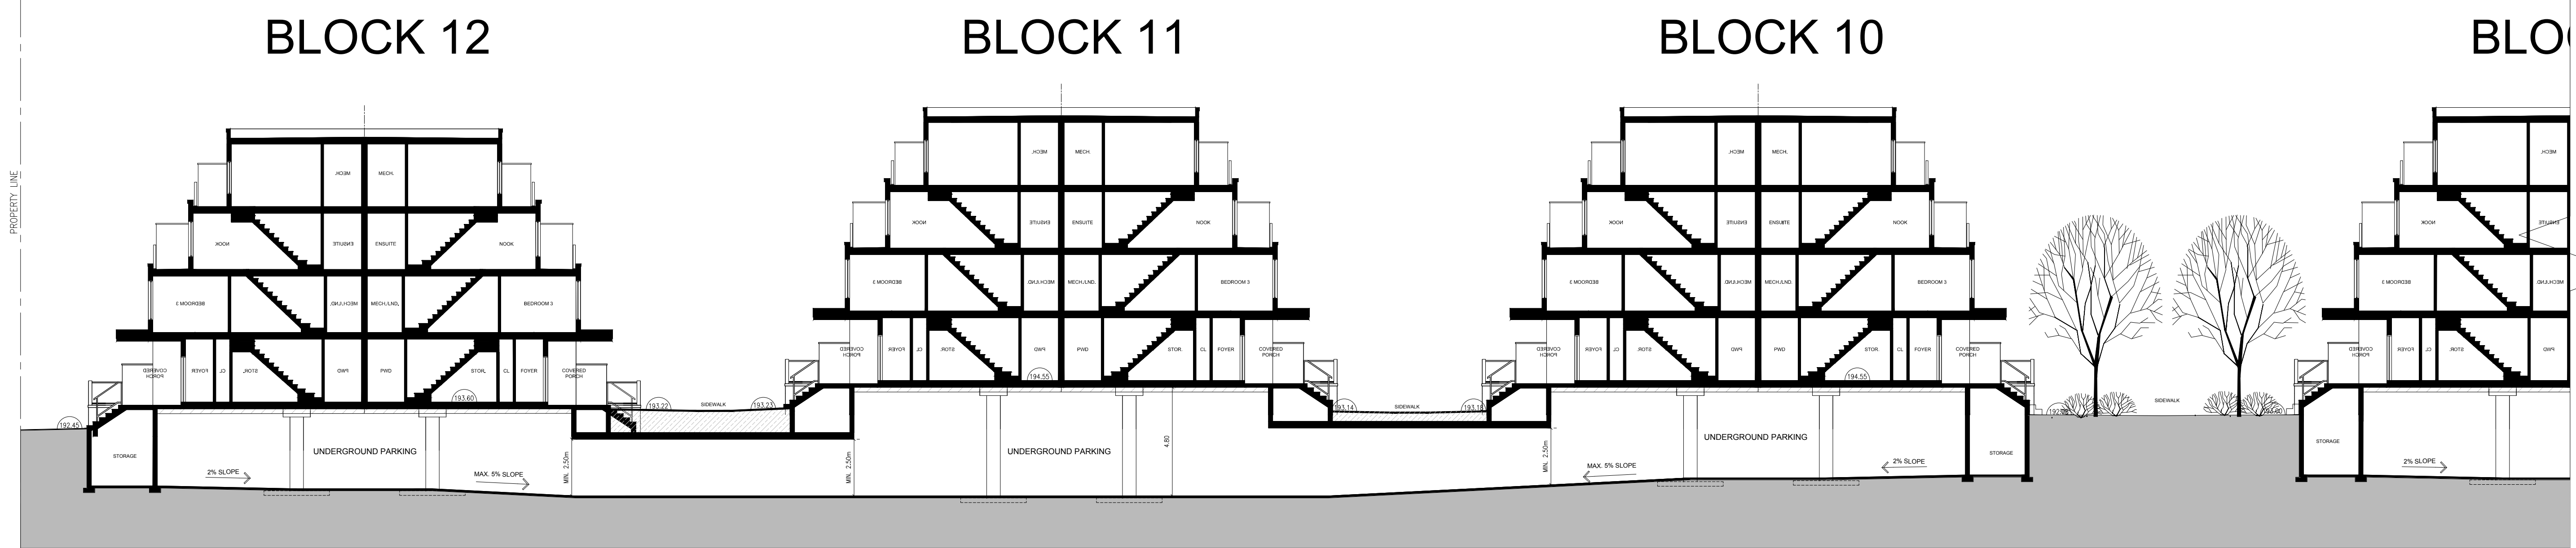 BLOCK 12
BLOCK 11
BLOCK 10
BLO
PROPERTY LINE
MECH.
MECH.
NOOK
ENSUITE
ENSUITE
NOOK
BEDROOM 3
MECH./LND.
MECH./LND.
BEDROOM 3
COVERED
PORCH
FOYER
CL
STOR.
PWD
PWD
STOR.
CL
FOYER
COVERED
PORCH
193.60
192.45
STORAGE
2% SLOPE
UNDERGROUND PARKING
MAX. 5% SLOPE
MIN. 2.50m
193.22
SIDEWALK
193.23
MECH.
MECH.
NOOK
ENSUITE
ENSUITE
NOOK
BEDROOM 3
MECH./LND.
MECH./LND.
BEDROOM 3
COVERED
PORCH
FOYER
CL
STOR.
PWD
PWD
STOR.
CL
FOYER
COVERED
PORCH
194.55
MIN. 2.50m
UNDERGROUND PARKING
4.80
193.14
SIDEWALK
193.18
MECH.
MECH.
NOOK
ENSUITE
ENSUITE
NOOK
BEDROOM 3
MECH./LND.
MECH./LND.
BEDROOM 3
COVERED
PORCH
FOYER
CL
STOR.
PWD
PWD
STOR.
CL
FOYER
COVERED
PORCH
194.55
MIN. 2.50m
MAX. 5% SLOPE
UNDERGROUND PARKING
2% SLOPE
STORAGE
SIDEWALK
MECH.
NOOK
ENSUITE
BEDROOM 3
MECH./LND.
COVERED
PORCH
FOYER
CL
STOR.
PWD
STORAGE
2% SLOPE